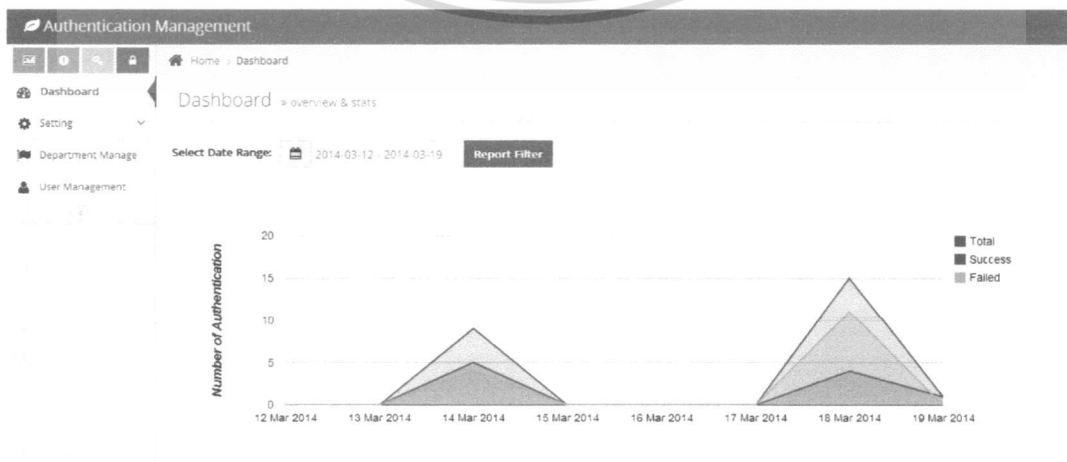 Authentication Management
Home › Dashboard
Dashboard
Dashboard » overview & stats
Setting
Department Manage
User Management
Select Date Range: 2014-03-12 - 2014-03-19 Report Filter
Number of Authentication
20
15
10
5
0
12 Mar 2014 13 Mar 2014 14 Mar 2014 15 Mar 2014 16 Mar 2014 17 Mar 2014 18 Mar 2014 19 Mar 2014
Total
Success
Failed